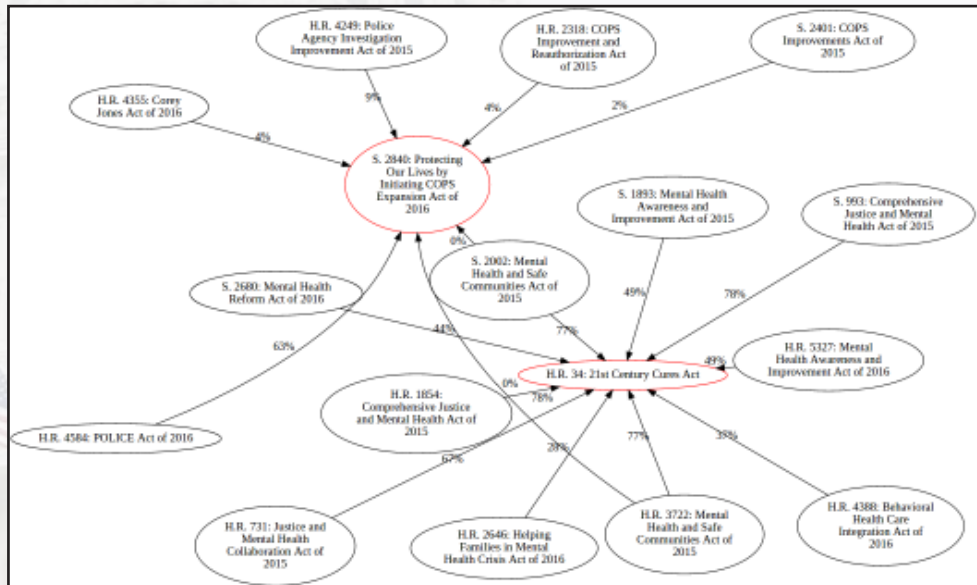 H.R. 4249: Police
Agency Investigation
Improvement Act of 2015
H.R. 2318: COPS
Improvement and
Reauthorization Act
of 2015
S. 2401: COPS
Improvements Act of
2015
H.R. 4355: Corey
Jones Act of 2016
9%
4%
2%
4%
S. 2840: Protecting
Our Lives by
Initiating COPS
Expansion Act of
2016
S. 1893: Mental Health
Awareness and
Improvement Act of 2015
S. 993: Comprehensive
Justice and Mental
Health Act of 2015
0%
S. 2002: Mental
Health and Safe
Communities Act of
2015
S. 2680: Mental Health
Reform Act of 2016
49%
78%
44%
77%
63%
H.R. 5327: Mental
Health Awareness and
Improvement Act of 2016
49%
H.R. 34: 21st Century Cures Act
0%
78%
H.R. 1854:
Comprehensive Justice
and Mental Health Act of
2015
H.R. 4584: POLICE Act of 2016
67%
28%
77%
H.R. 731: Justice and
Mental Health
Collaboration Act of
2015
H.R. 2646: Helping
Families in Mental
Health Crisis Act of 2016
H.R. 3722: Mental
Health and Safe
Communities Act of
2015
H.R. 4388: Behavioral
Health Care
Integration Act of
2016